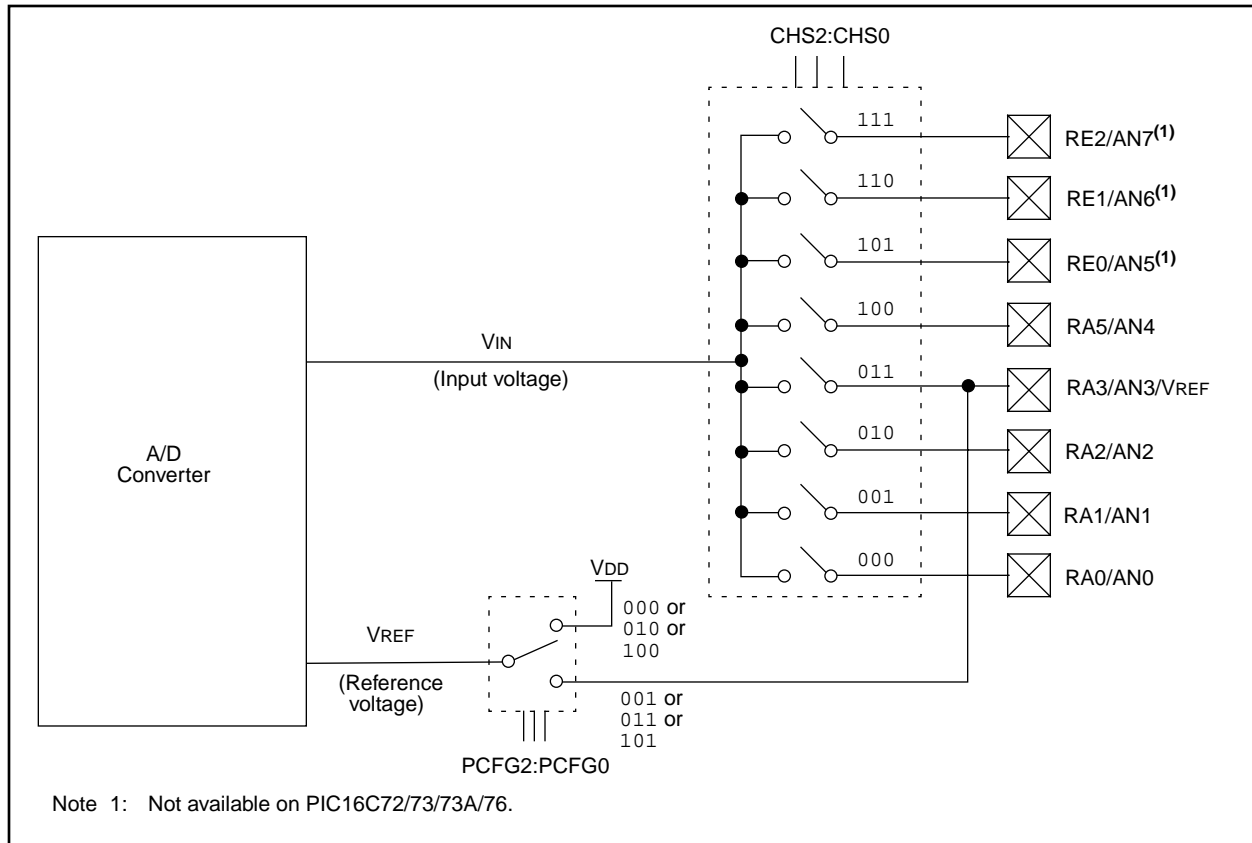 CHS2:CHS0
111
RE2/AN7(1)
110
RE1/AN6(1)
101
RE0/AN5(1)
100
RA5/AN4
VIN
(Input voltage)
011
RA3/AN3/VREF
A/D
Converter
010
RA2/AN2
001
RA1/AN1
000
RA0/AN0
VDD
000 or
010 or
100
VREF
(Reference
voltage)
001 or
011 or
101
PCFG2:PCFG0
Note 1: Not available on PIC16C72/73/73A/76.